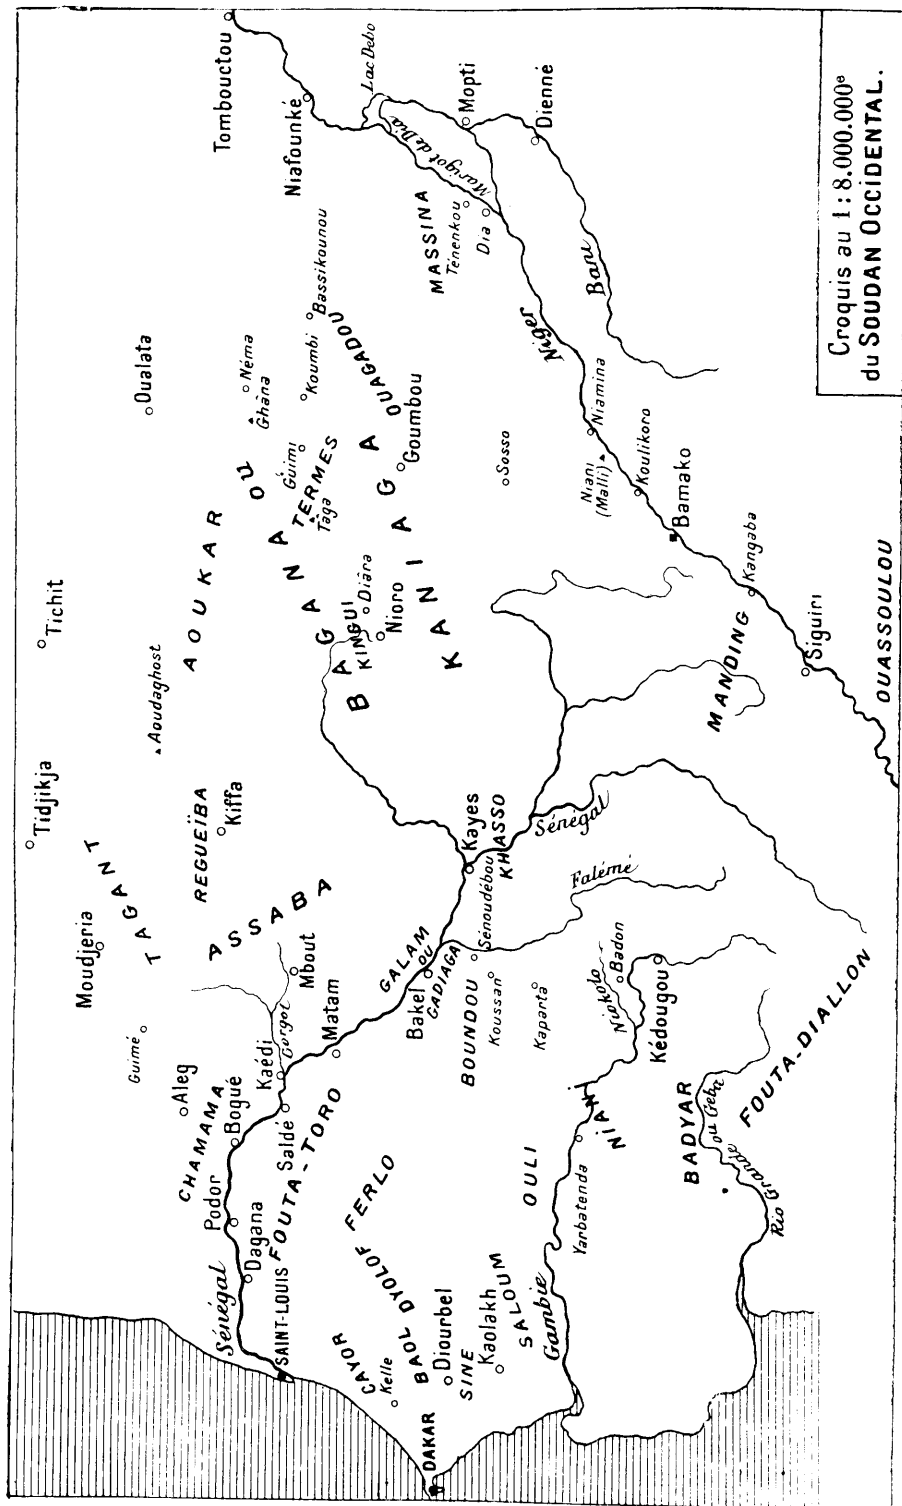 Croquis au 1:8.000.000ᵉ
du SOUDAN OCCIDENTAL.
Tidjikja
Tichit
Tombouctou
Moudjeria
TAGANT
Oualata
Guimé
Aoudaghost
Aleg
REGUEÏBA
Kiffa
AOUKAR OU
BAGANA
Néma
Ghâna
Niafounké
CHAMAMA
Podor
Bogué
ASSABA
Mbout
Gorgol
Kaédi
Guimi
TERMES
Tâga
Koumbi
Bassikounou
OUAGADOU
Lac Debo
Sénégal
Dagana
Saldé
Matam
SAINT-LOUIS
FOUTA-TORO
KINGUI
Diâra
Nioro
KANIAGA
Goumbou
MASSINA
Ténenkou
Dia
Marigot de Dia
Mopti
Dienné
CAYOR
Kelle
BAOL
DYOLOF
FERLO
Diourbel
DAKAR
SINE
Kaolakh
SALOUM
GALAM
OU
GADIAGA
Bakel
BOUNDOU
Sénoudébou
Koussan
Kayes
KHASSO
Sosso
Niger
Bani
Niamina
Niani
(Malli)
Koulikoro
Bamako
Gambie
OULI
Yarbatenda
NIANI
Kaparta
Falémé
Sénégal
Niokolo
Badon
Kédougou
MANDING
Kangaba
Siguiri
OUASSOULOU
BADYAR
Rio Grande
ou Geba
FOUTA-DIALLON